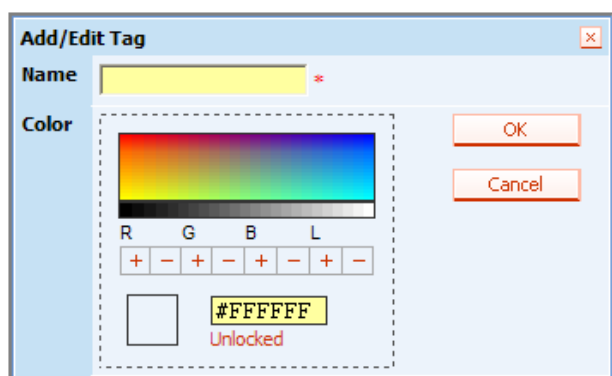 Add/Edit Tag
Name *
Color
OK
Cancel
R G B L
+ - + - + - + -
#FFFFFF
Unlocked